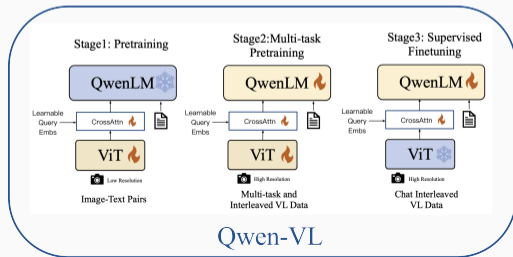 Stage1: Pretraining
QwenLM
Learnable
Query
Embs
CrossAttn
ViT
Low Resolution
Image-Text Pairs
Stage2:Multi-task
Pretraining
QwenLM
Learnable
Query
Embs
CrossAttn
ViT
High Resolution
Multi-task and
Interleaved VL Data
Stage3: Supervised
Finetuning
QwenLM
Learnable
Query
Embs
CrossAttn
ViT
High Resolution
Chat Interleaved
VL Data
Qwen-VL